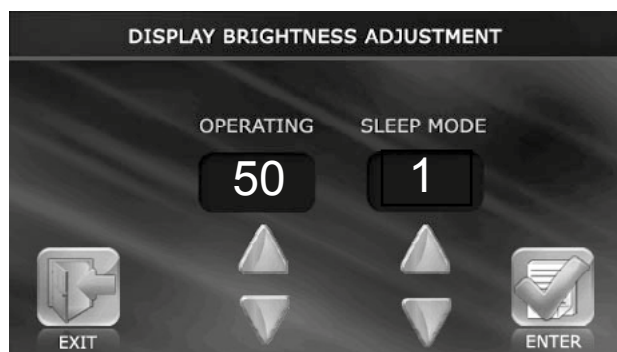 DISPLAY BRIGHTNESS ADJUSTMENT
OPERATING SLEEP MODE
50 1
EXIT ENTER